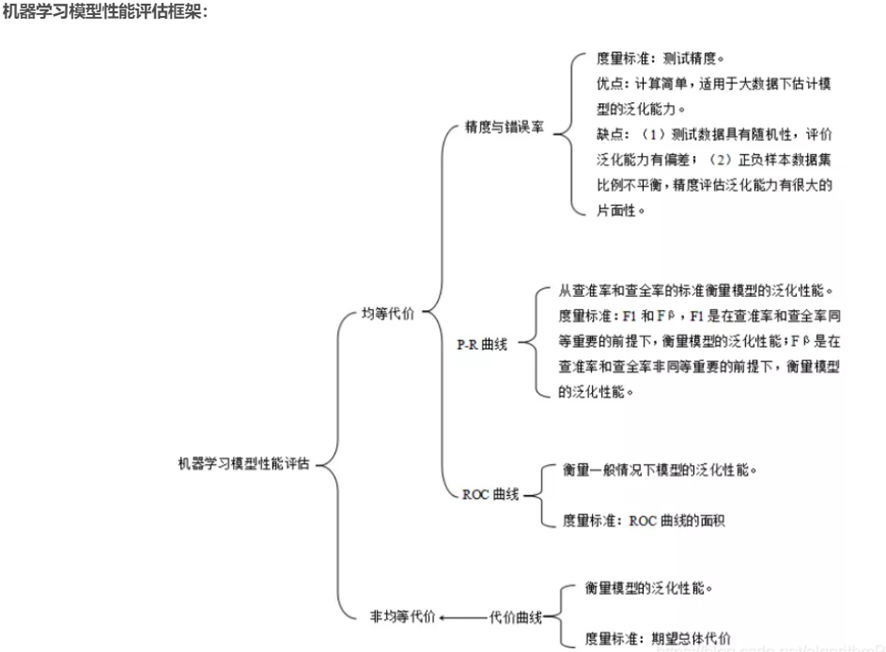 机器学习模型性能评估框架：
度量标准：测试精度。
优点：计算简单，适用于大数据下估计模
型的泛化能力。
精度与错误率
缺点：（1）测试数据具有随机性，评价
泛化能力有偏差；（2）正负样本数据集
比例不平衡，精度评估泛化能力有很大的
片面性。
均等代价
从查准率和查全率的标准衡量模型的泛化性能。
度量标准：F1 和 Fβ，F1 是在查准率和查全率同
P-R 曲线
等重要的前提下，衡量模型的泛化性能；Fβ 是在
查准率和查全率非同等重要的前提下，衡量模型
的泛化性能。
机器学习模型性能评估
衡量一般情况下模型的泛化性能。
ROC 曲线
度量标准：ROC 曲线的面积
非均等代价
代价曲线
衡量模型的泛化性能。
度量标准：期望总体代价